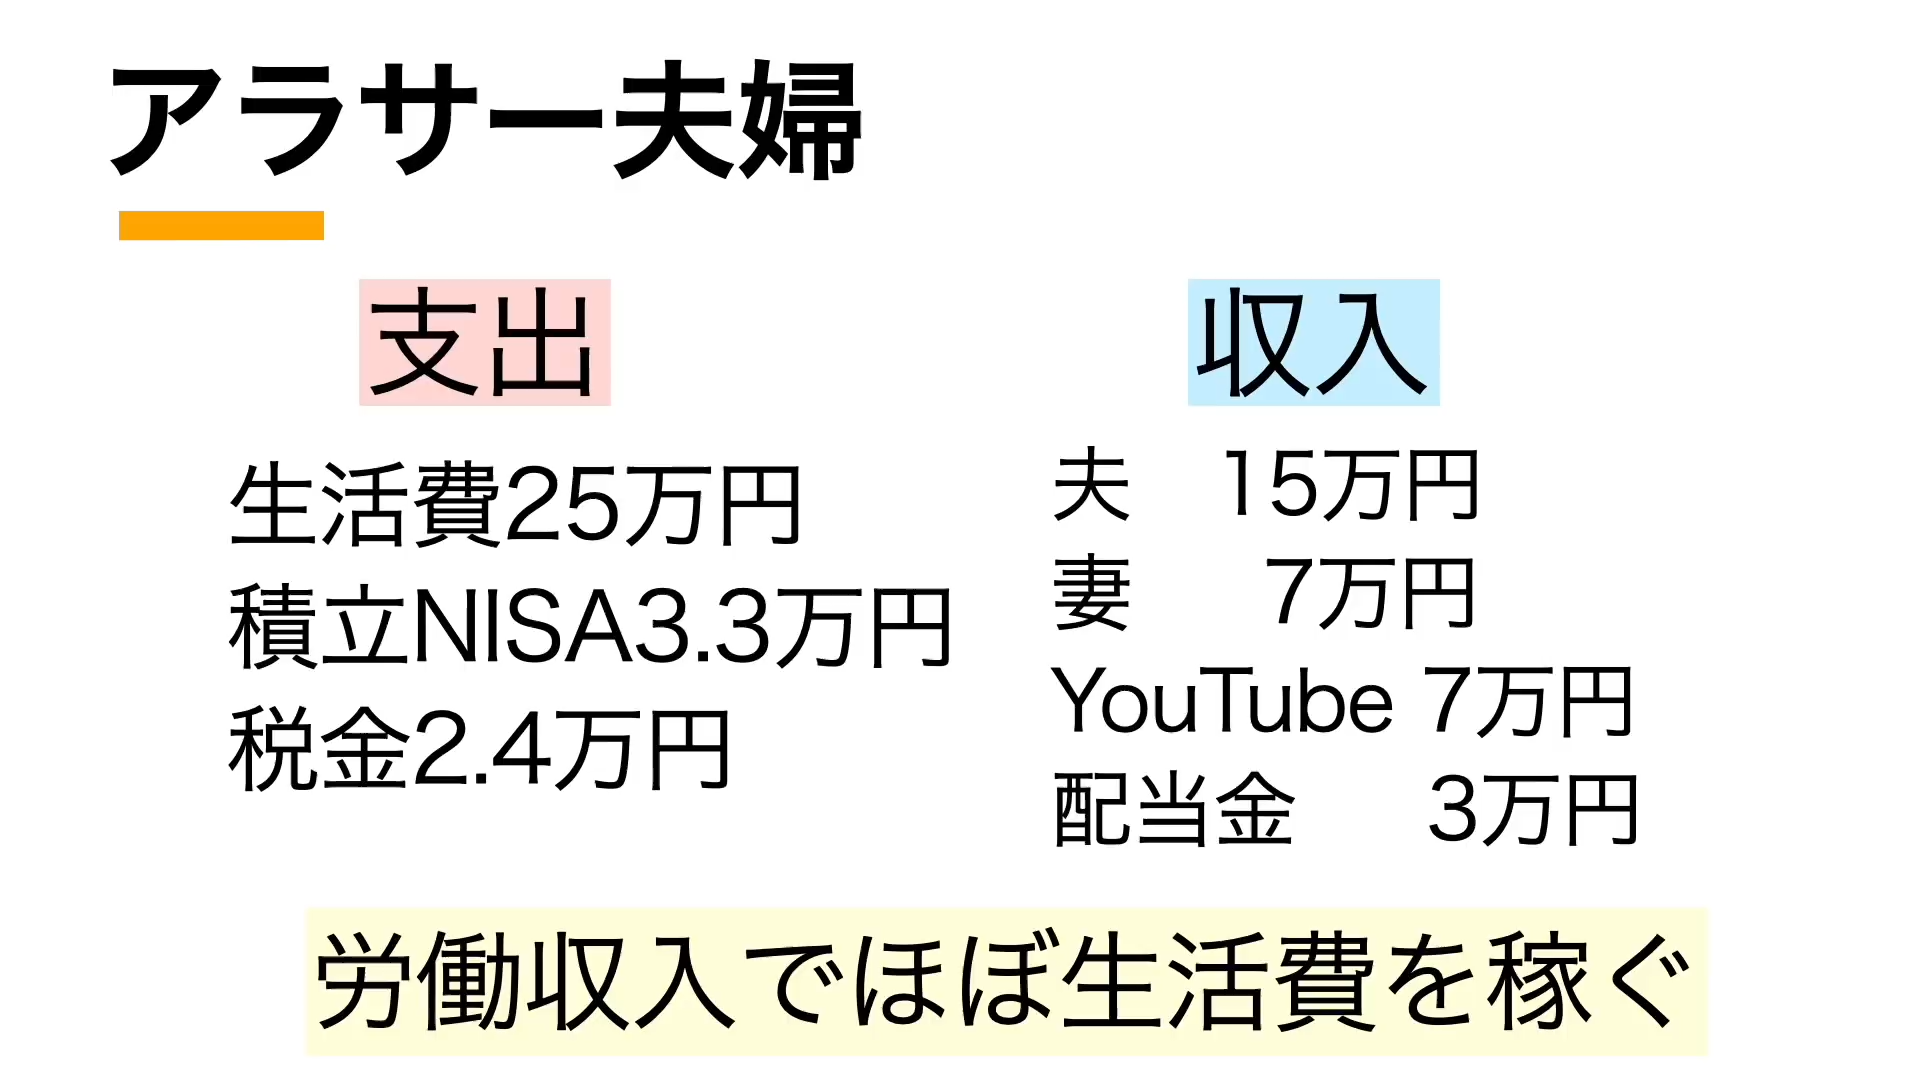 アラサー夫婦
支出
生活費25万円
積立NISA3.3万円
税金2.4万円
収入
夫 15万円
妻 7万円
YouTube 7万円
配当金 3万円
労働収入でほぼ生活費を稼ぐ